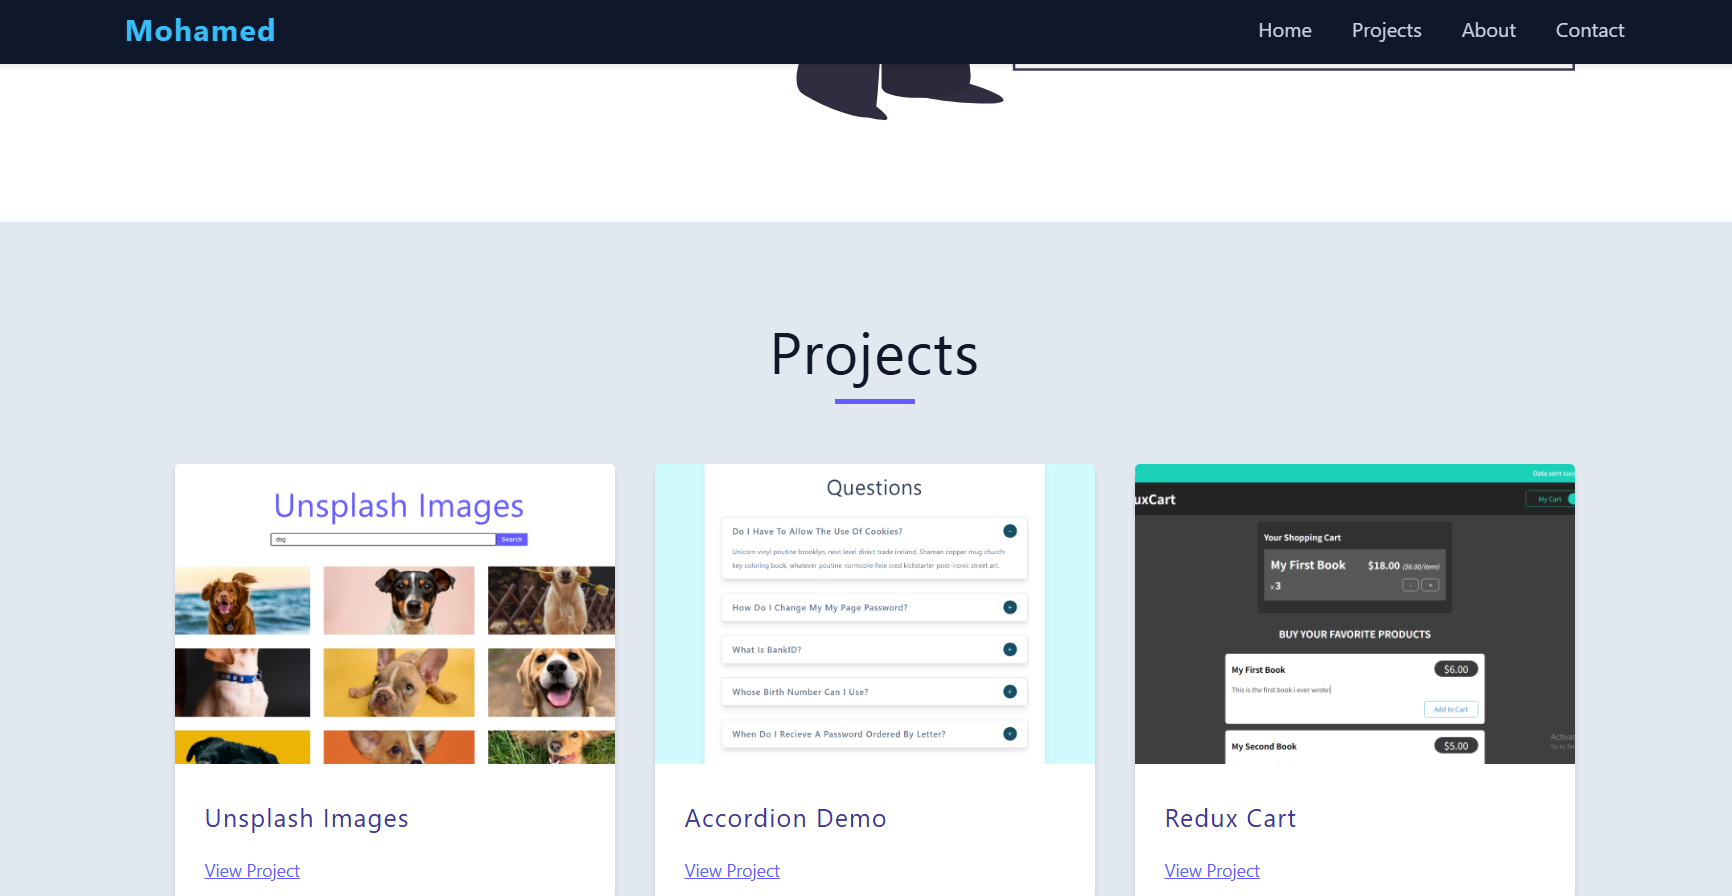 Mohamed
Home Projects About Contact
Projects
Unsplash Images
dog Search
Questions
Do I Have To Allow The Use Of Cookies?
Unicorn vinyl poutine brooklyn, next level direct trade iceland. Shaman copper mug church-
key coloring book, whatever poutine normcore fixie cred kickstarter post-ironic street art.
How Do I Change My My Page Password?
What Is BankID?
Whose Birth Number Can I Use?
When Do I Recieve A Password Ordered By Letter?
Data sent succ
uxCart
My Cart
Your Shopping Cart
My First Book $18.00 ($6.00/item)
x 3 - +
BUY YOUR FAVORITE PRODUCTS
My First Book $6.00
This is the first book i ever wrote!
Add to Cart
My Second Book $5.00
Activat
Go to Set
Unsplash Images
View Project
Accordion Demo
View Project
Redux Cart
View Project